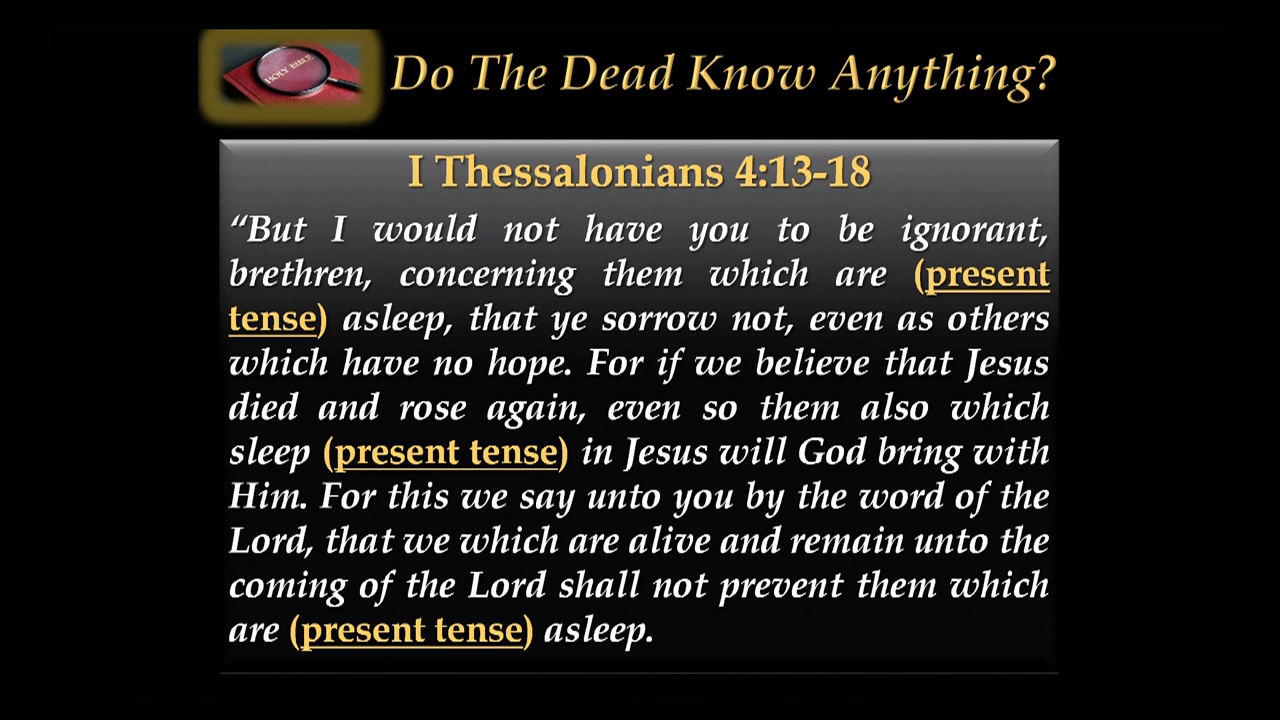 HOLY BIBLE
Do The Dead Know Anything?
I Thessalonians 4:13-18
“But I would not have you to be ignorant,
brethren, concerning them which are (present
tense) asleep, that ye sorrow not, even as others
which have no hope. For if we believe that Jesus
died and rose again, even so them also which
sleep (present tense) in Jesus will God bring with
Him. For this we say unto you by the word of the
Lord, that we which are alive and remain unto the
coming of the Lord shall not prevent them which
are (present tense) asleep.